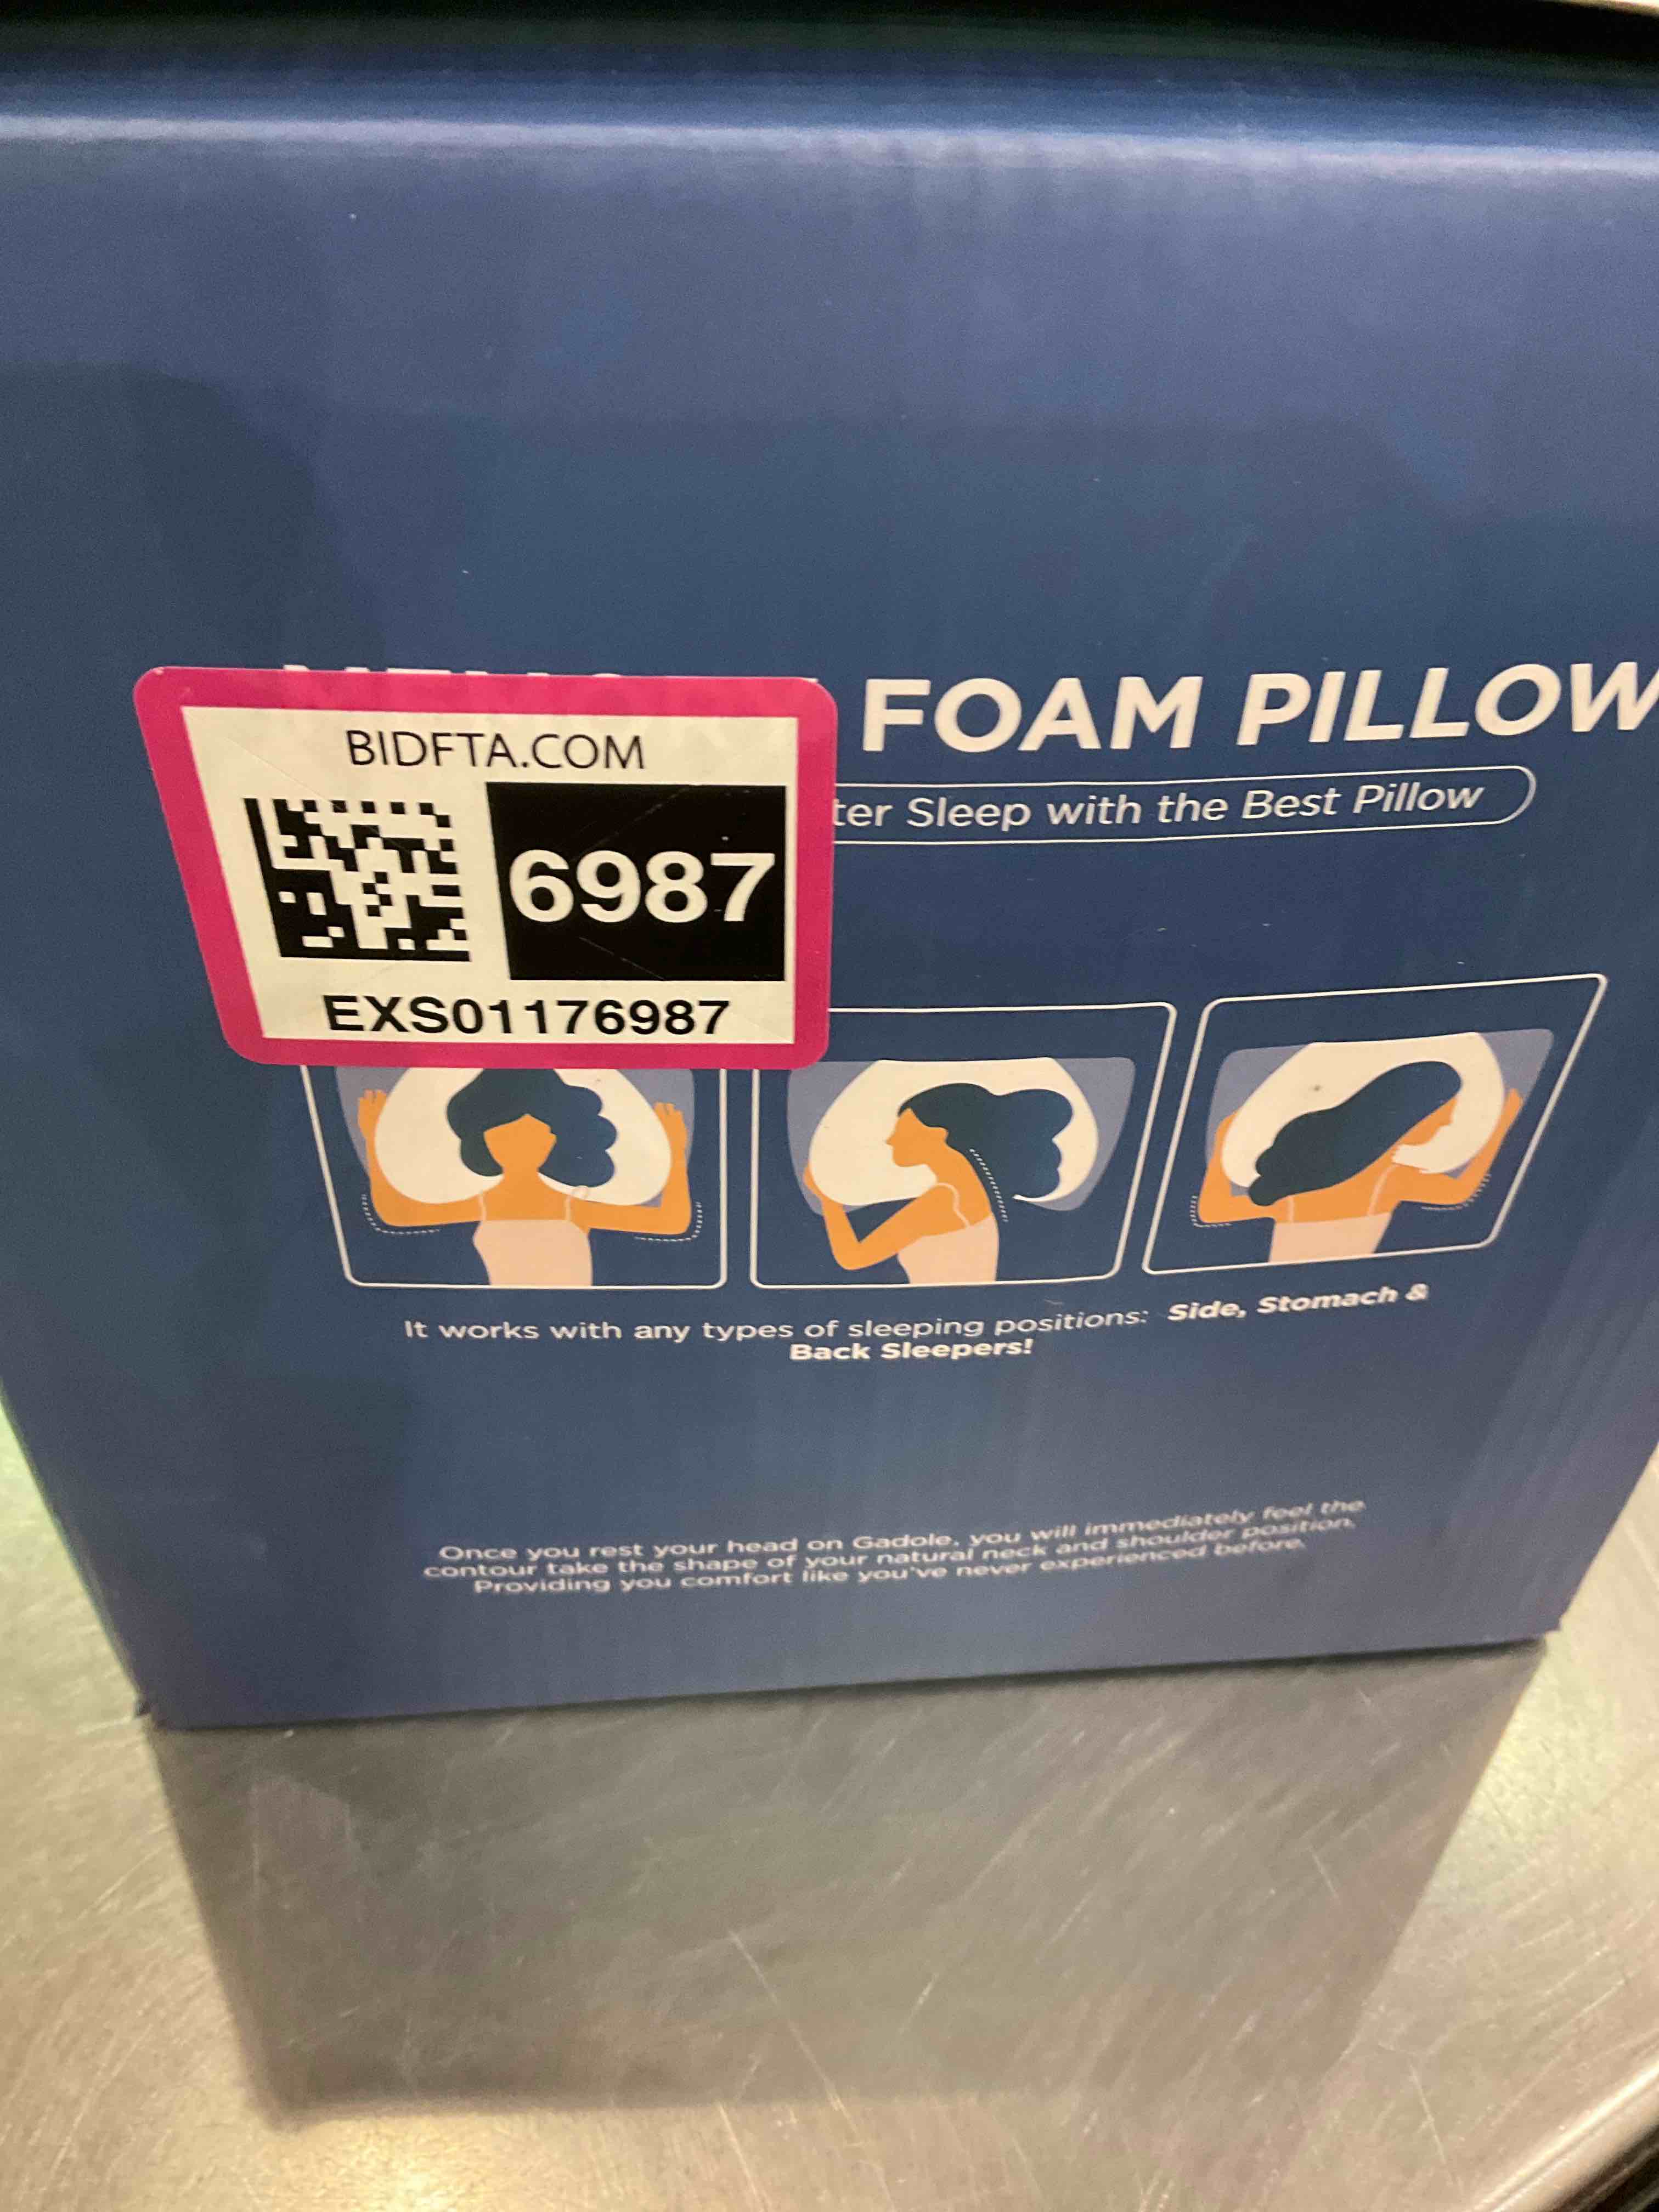 FOAM PILLOW
BIDFTA.COM
ter Sleep with the Best Pillow
6987
EXS01176987
It works with any types of sleeping positions: Side, Stomach &
Back Sleepers!
Once you rest your head on Gadole, you will immediately feel the
contour take the shape of your natural neck and shoulder position,
Providing you comfort like you've never experienced before.